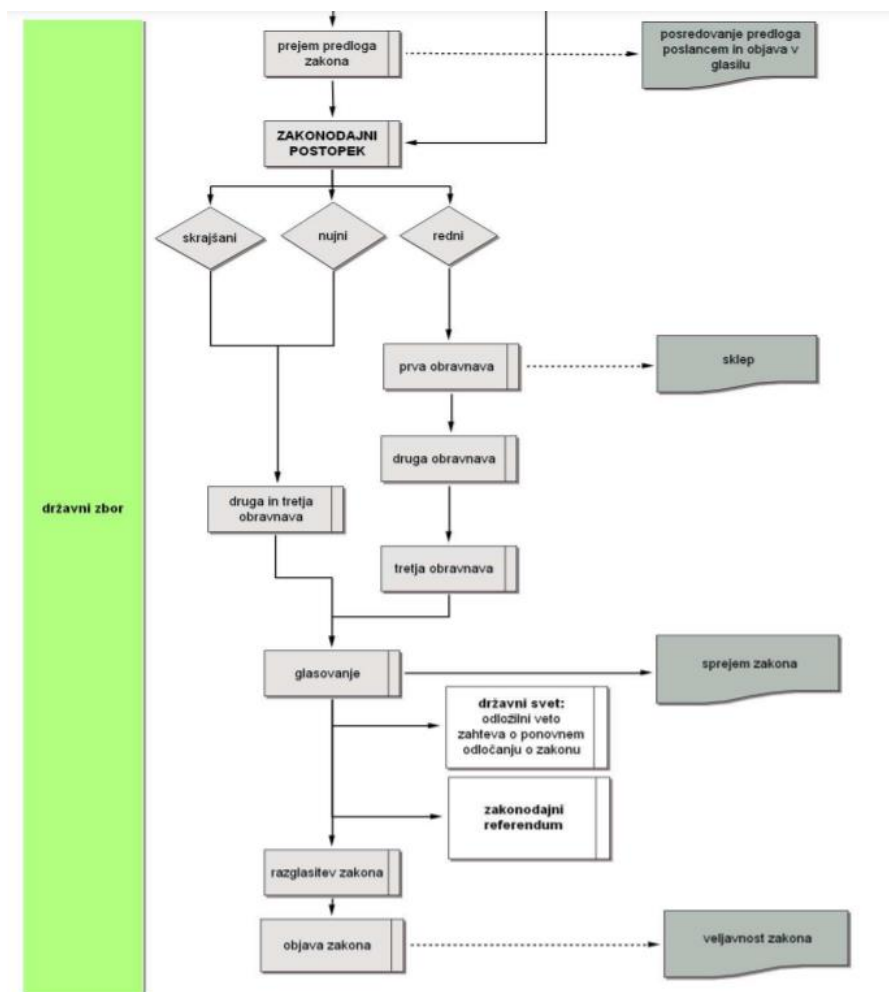 prejem predloga
zakona
posredovanje predloga
poslancem in objava v
glasilu
ZAKONODAJNI
POSTOPEK
skrajšani
nujni
redni
prva obravnava
sklep
druga obravnava
državni zbor
druga in tretja
obravnava
tretja obravnava
glasovanje
sprejem zakona
državni svet:
odložilni veto
zahteva o ponovnem
odločanju o zakonu
zakonodajni
referendum
razglasitev zakona
objava zakona
veljavnost zakona